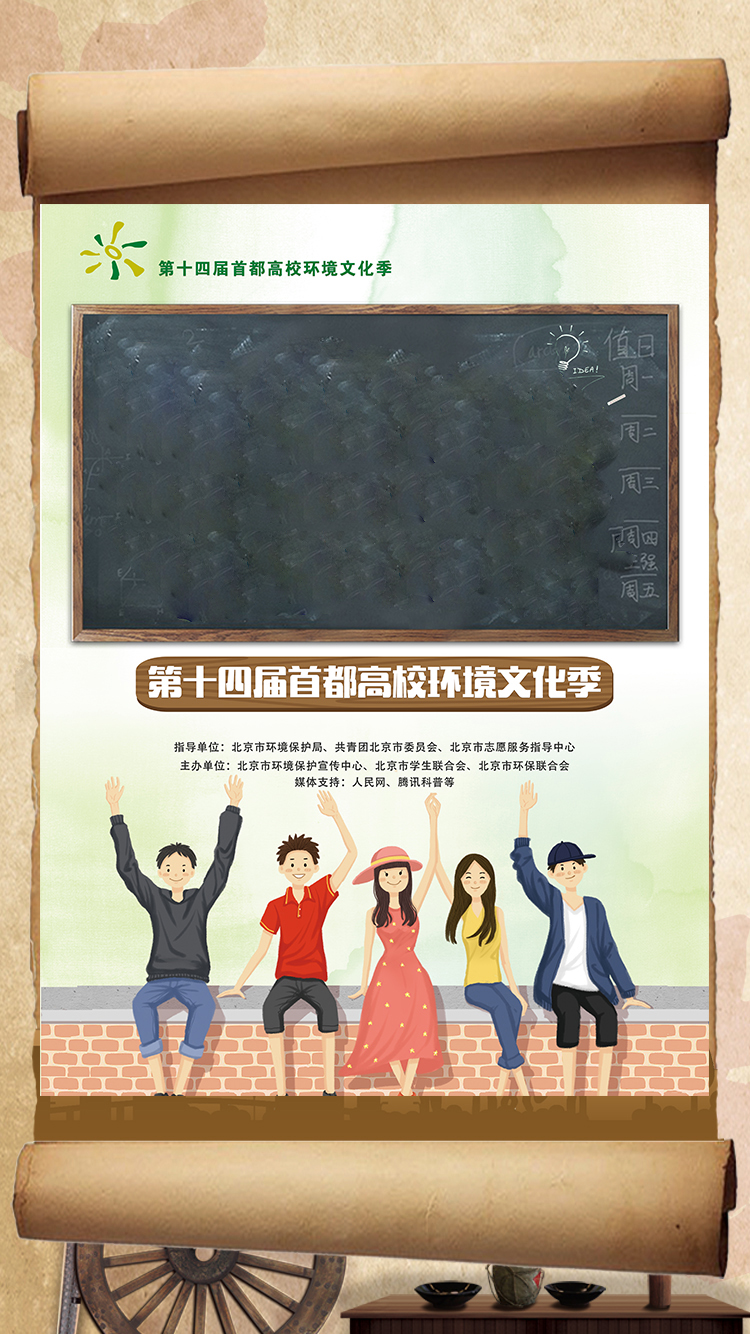 第十四届首都高校环境文化季
IDEA!
值日
周一
周二
周三
周四
三强
周五
第十四届首都高校环境文化季
指导单位：北京市环境保护局、共青团北京市委员会、北京市志愿服务指导中心
主办单位：北京市环境保护宣传中心、北京市学生联合会、北京市环保联合会
媒体支持：人民网、腾讯科普等